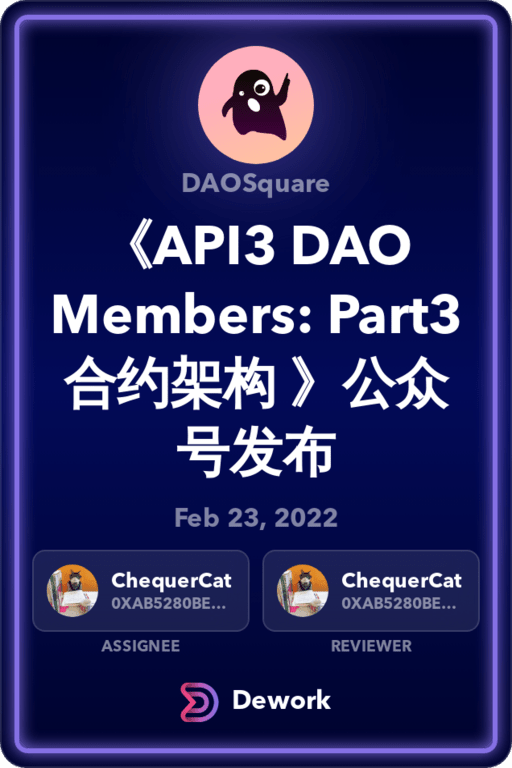 DAOSquare
《API3 DAO
Members: Part3
合约架构 》公众
号发布
Feb 23, 2022
ChequerCat
0XAB5280BE...
ASSIGNEE
ChequerCat
0XAB5280BE...
REVIEWER
Dework